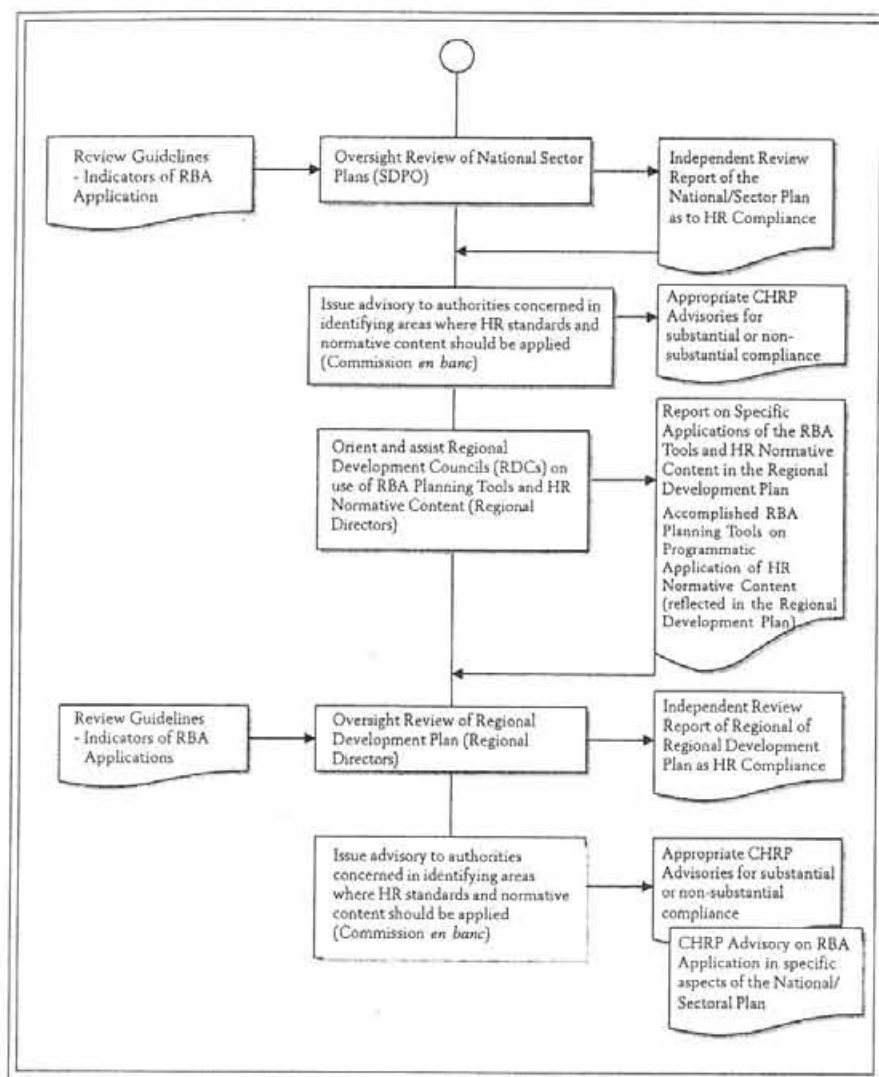 Review Guidelines
- Indicators of RBA
Application
Oversight Review of National Sector
Plans (SDPO)
Independent Review
Report of the
National/Sector Plan
as to HR Compliance
Issue advisory to authorities concerned in
identifying areas where HR standards and
normative content should be applied
(Commission en banc)
Appropriate CHRP
Advisories for
substantial or non-
substantial compliance
Orient and assist Regional
Development Councils (RDCs) on
use of RBA Planning Tools and HR
Normative Content (Regional
Directors)
Report on Specific
Applications of the RBA
Tools and HR Normative
Content in the Regional
Development Plan
Accomplished RBA
Planning Tools on
Programmatic
Application of HR
Normative Content
(reflected in the Regional
Development Plan)
Review Guidelines
- Indicators of RBA
Applications
Oversight Review of Regional
Development Plan (Regional
Directors)
Independent Review
Report of Regional of
Regional Development
Plan as HR Compliance
Issue advisory to authorities
concerned in identifying areas
where HR standards and normative
content should be applied
(Commission en banc)
Appropriate CHRP
Advisories for substantial
or non-substantial
compliance
CHRP Advisory on RBA
Application in specific
aspects of the National/
Sectoral Plan